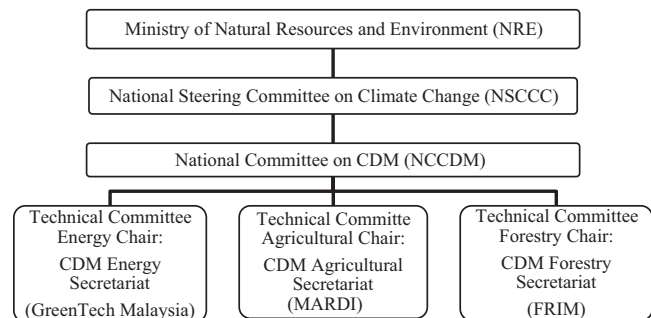 Ministry of Natural Resources and Environment (NRE)
National Steering Committee on Climate Change (NSCCC)
National Committee on CDM (NCCDM)
Technical Committee
Energy Chair:
CDM Energy
Secretariat
(GreenTech Malaysia)
Technical Committe
Agricultural Chair:
CDM Agricultural
Secretariat
(MARDI)
Technical Committee
Forestry Chair:
CDM Forestry
Secretariat
(FRIM)